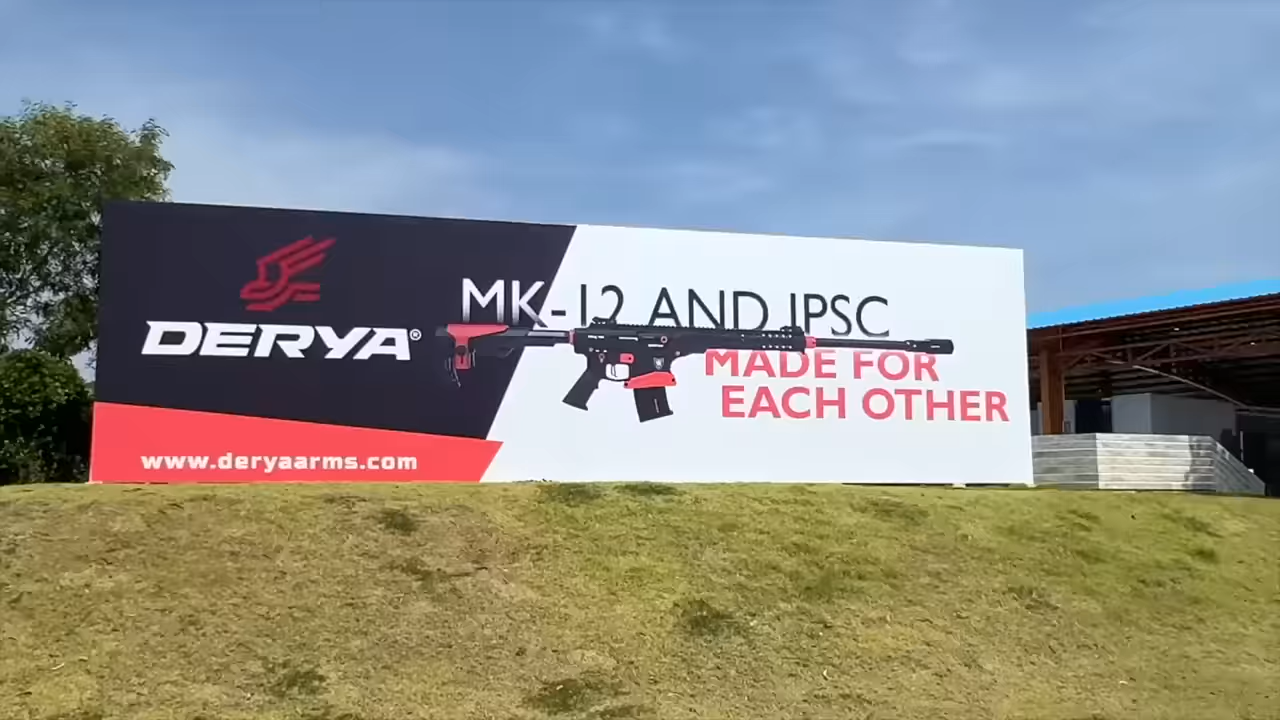 DERYA®
www.deryaarms.com
MK-12 AND IPSC
MADE FOR
EACH OTHER